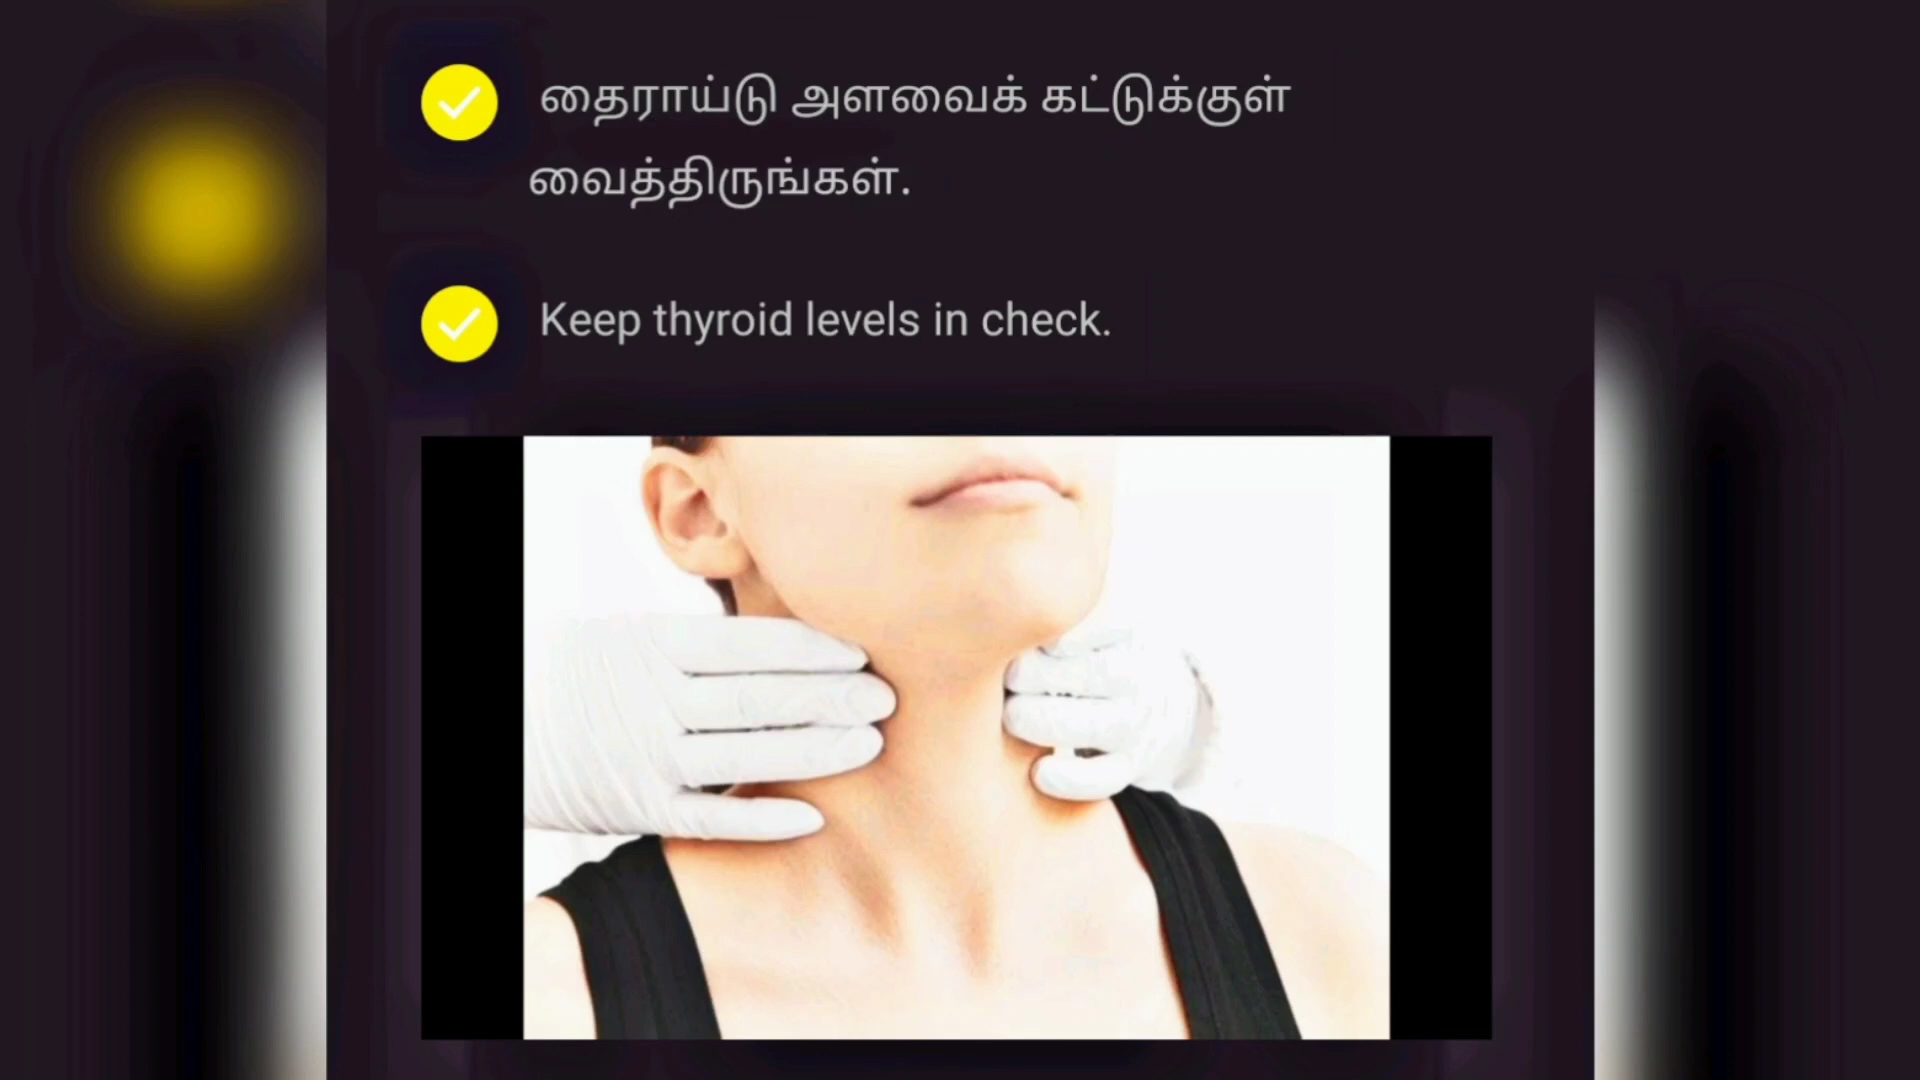 தைராய்டு அளவைக் கட்டுக்குள்
வைத்திருங்கள்.
Keep thyroid levels in check.